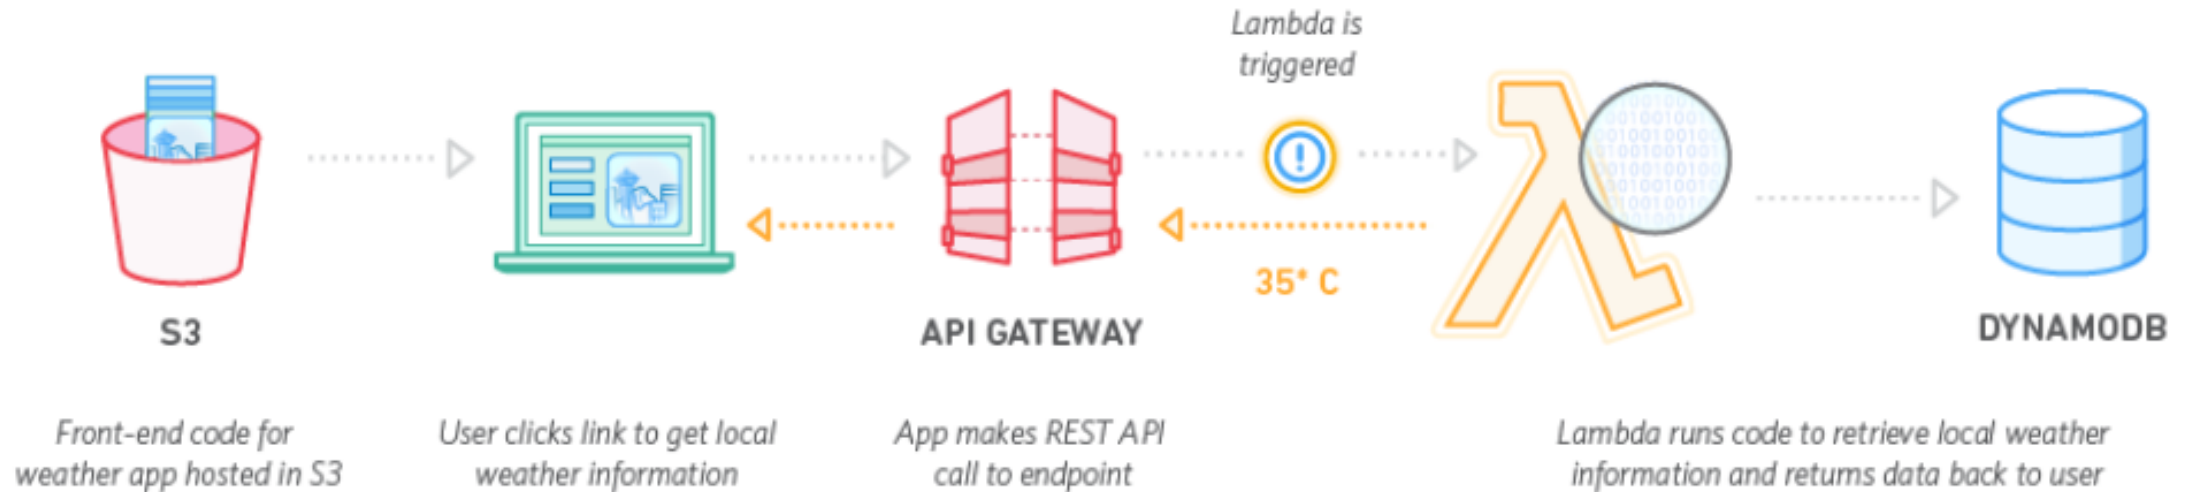 Lambda is
triggered
!
01001001001
35° C
S3
API GATEWAY
DYNAMODB
Front-end code for
weather app hosted in S3
User clicks link to get local
weather information
App makes REST API
call to endpoint
Lambda runs code to retrieve local weather
information and returns data back to user